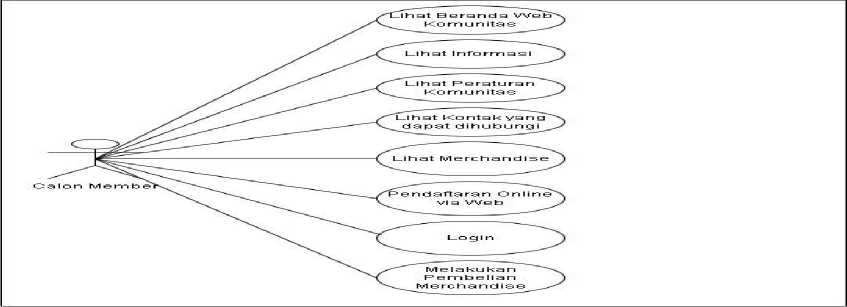 Lihat Beranda Web
Komunitas
Lihat Informasi
Lihat Peraturan
Komunitas
Lihat Kontak yang
dapat dihubungi
Lihat Merchandise
Calon Member
Pendaftaran Online
via Web
Login
Melakukan
Pembelian
Merchandise